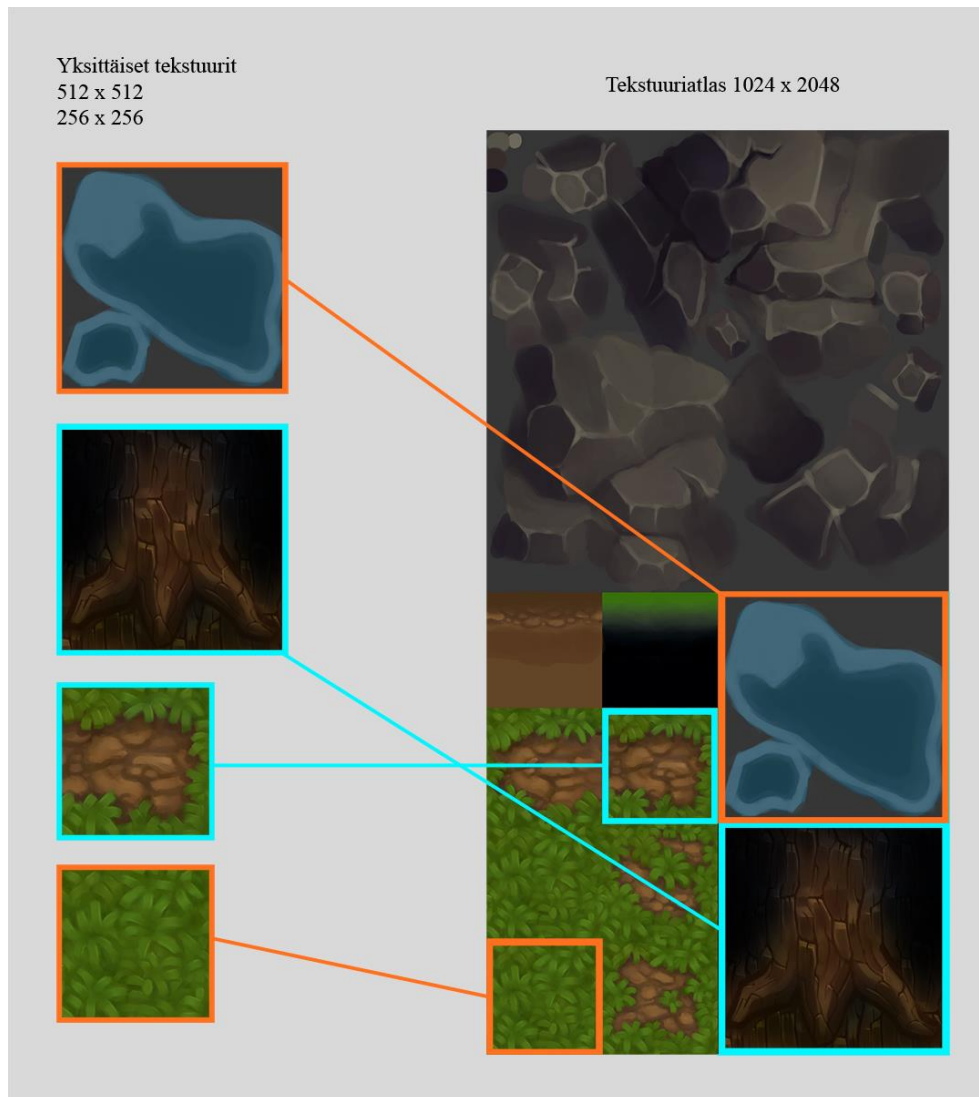 Yksittäiset tekstuurit
512 x 512
256 x 256
Tekstuuriatlas 1024 x 2048